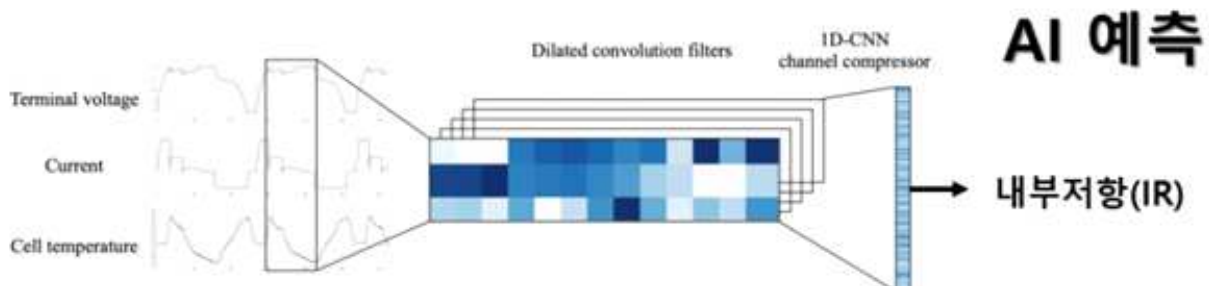 AI 예측
Dilated convolution filters
1D-CNN
channel compressor
Terminal voltage
Current
Cell temperature
내부저항(IR)